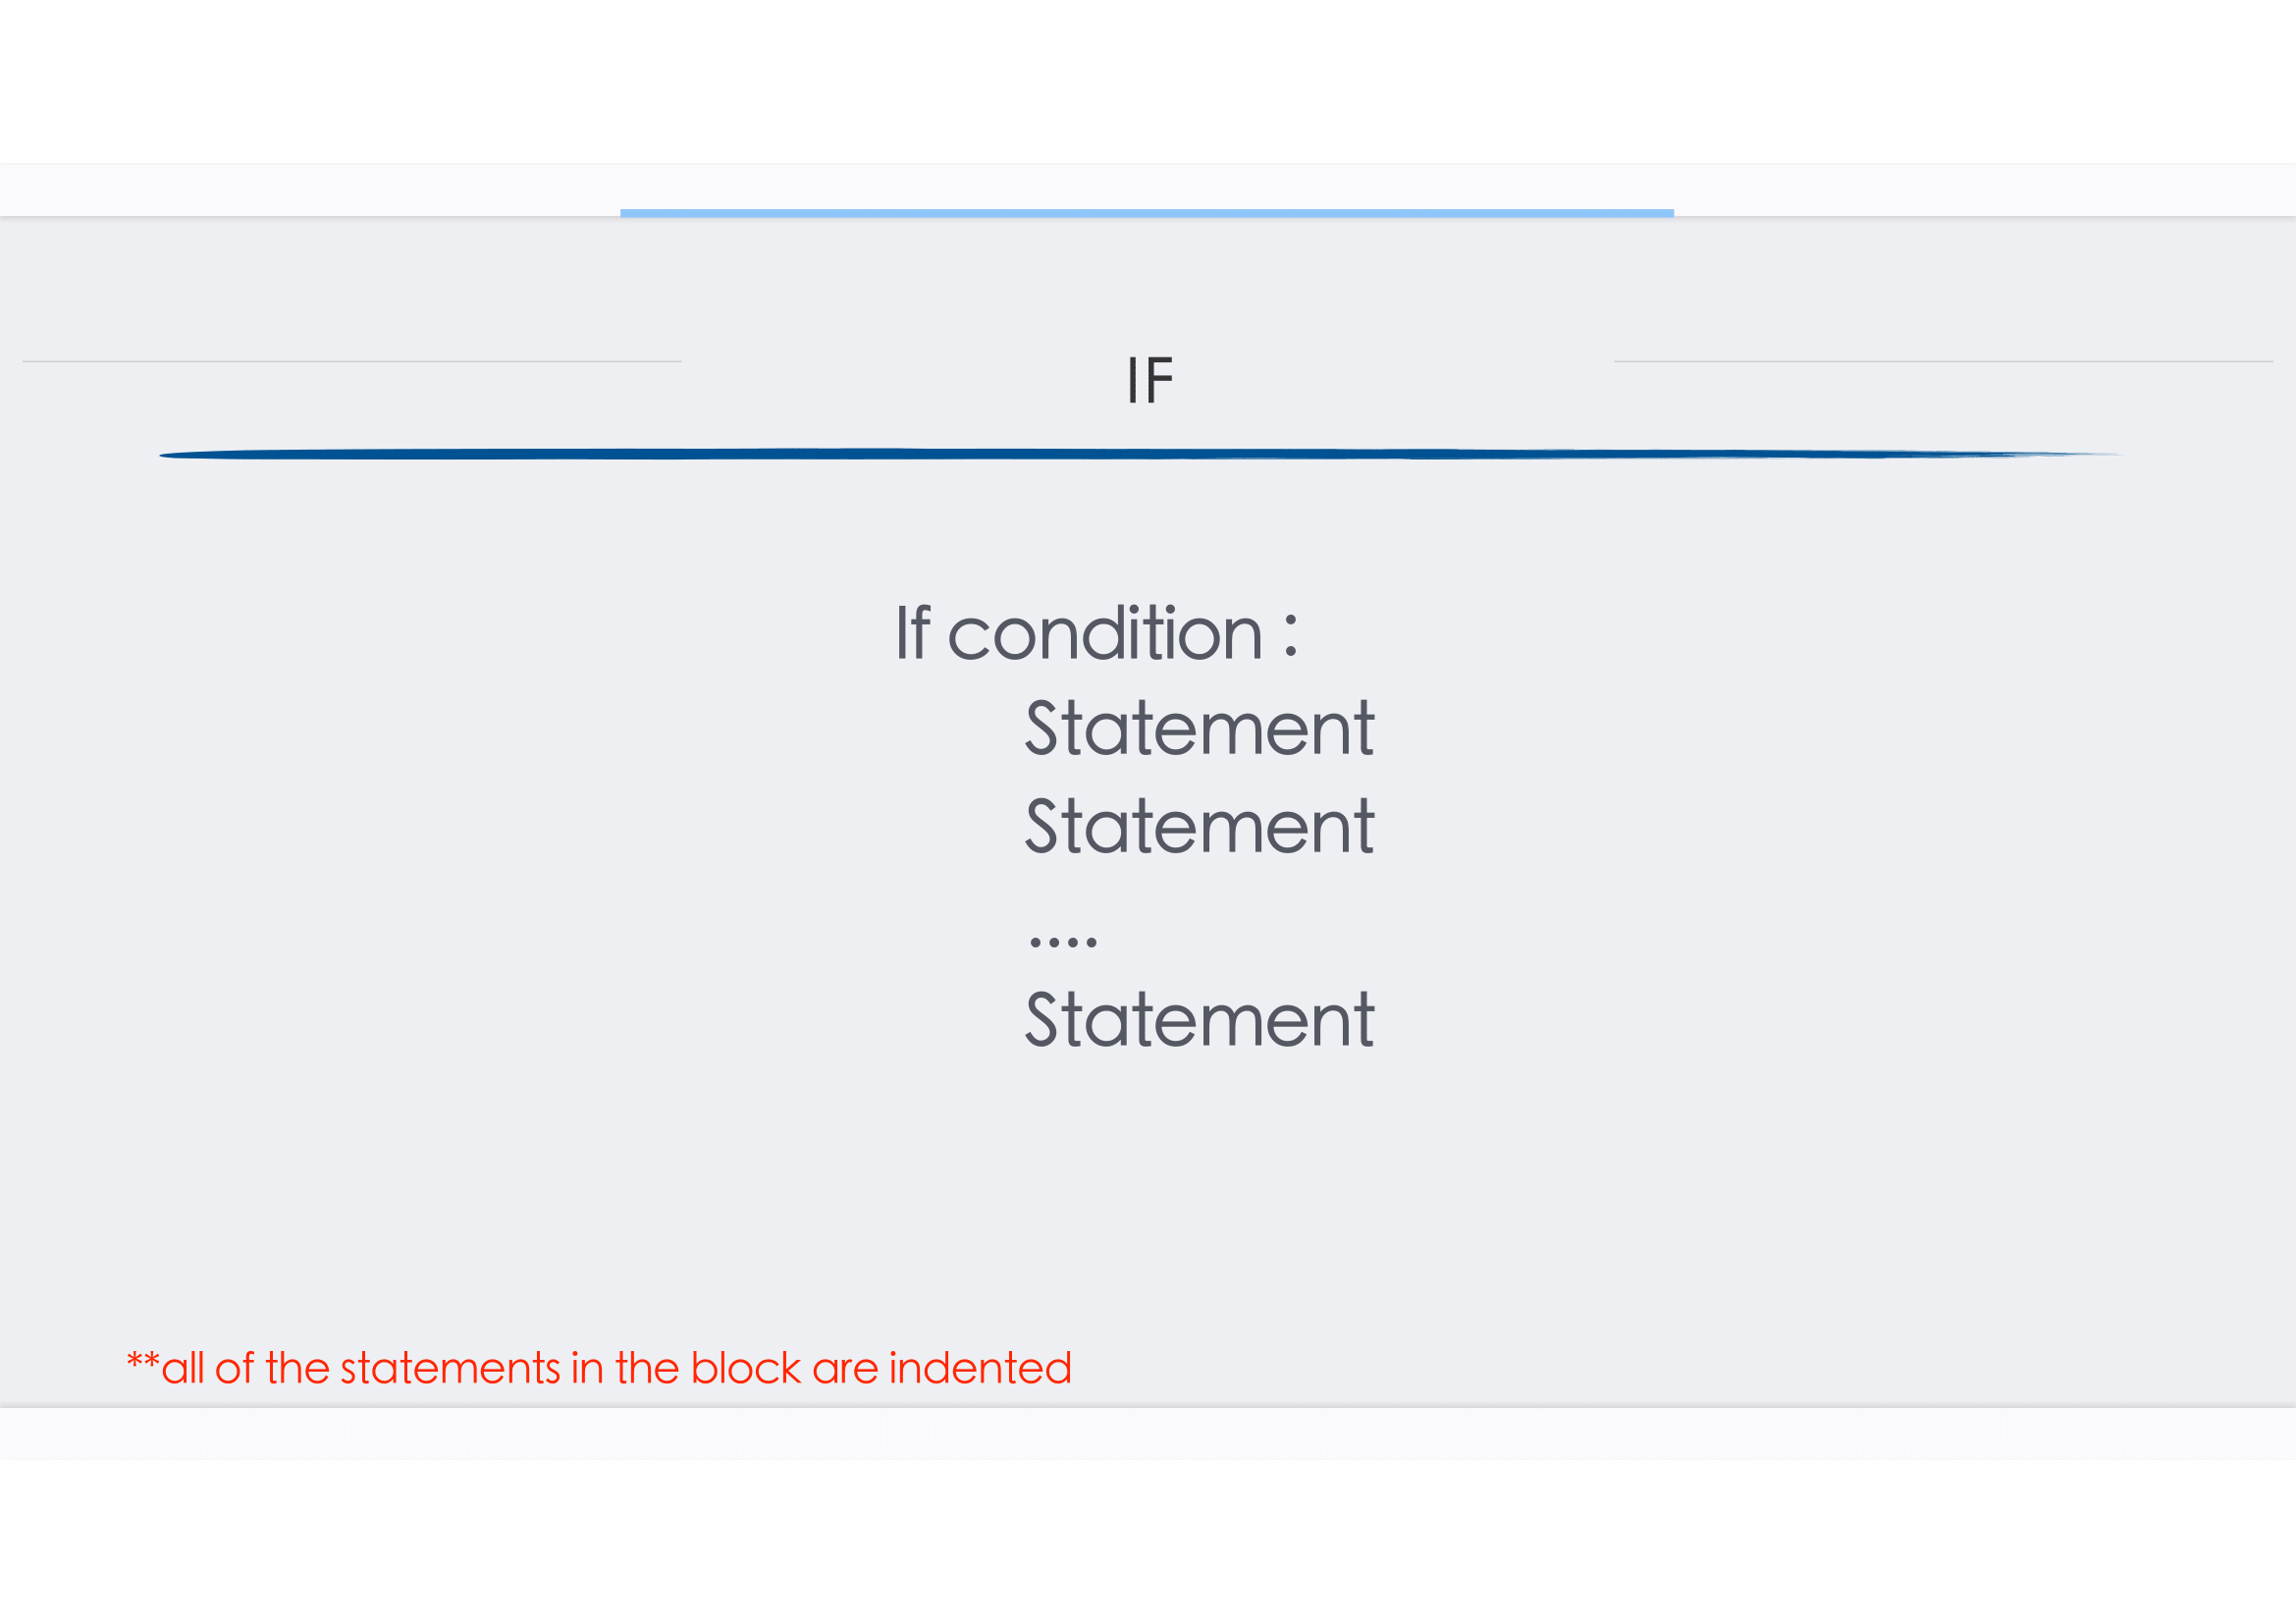 IF
If condition :
Statement
Statement
....
Statement
**all of the statements in the block are indented